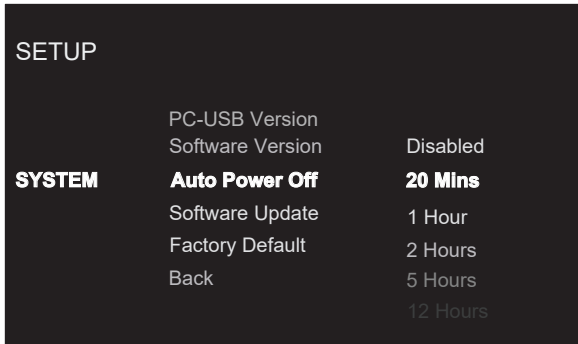 SETUP
PC-USB Version
Software Version Disabled
SYSTEM Auto Power Off 20 Mins
Software Update 1 Hour
Factory Default 2 Hours
Back 5 Hours
12 Hours